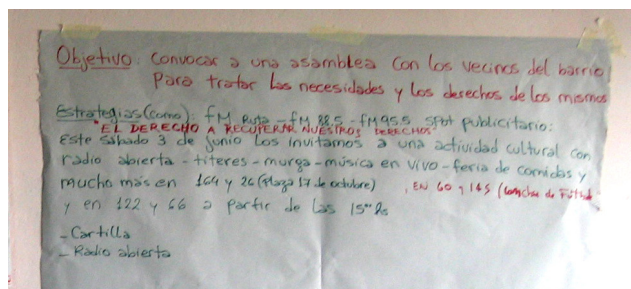 Objetivo: Convocar a una asamblea con los vecinos del barrio
Para tratar las necesidades y los desechos de los mismos
Estrategias (como): fM Ruta - fM 88.5 - fM 95.5 spot publicitario:
"EL DERECHO A RECUPERAR NUESTROS DERECHOS"
Este sábado 3 de junio los invitamos a una actividad cultural con
radio abierta - titeres - murga - música en vivo - feria de comidas y
mucho más en 164 y 26 (Plaza 17 de octubre) , EN 60 y 145 (cancha de Fútbol
y en 122 y 66 a partir de las 15 hs
- Cartilla
- Radio abierta